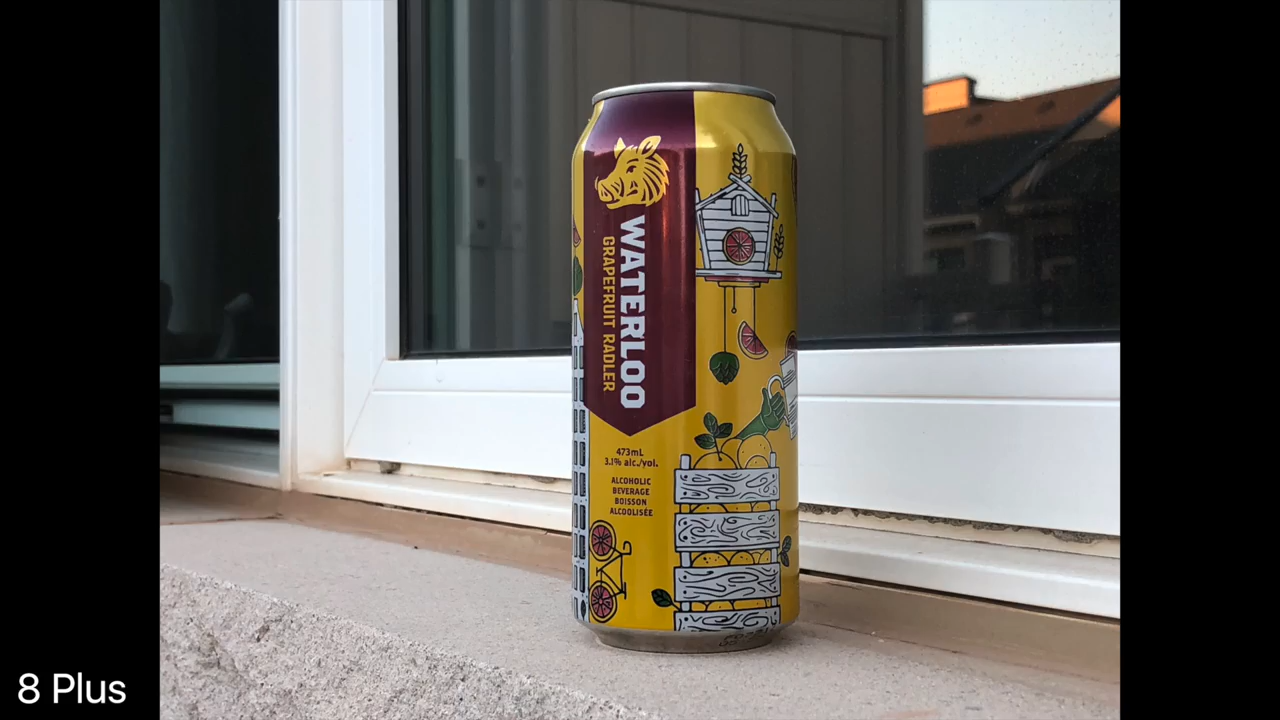 WATERLOO
GRAPEFRUIT RADLER
473mL
3.1% alc./vol.
ALCOHOLIC
BEVERAGE
BOISSON
ALCOOLISÉE
8 Plus